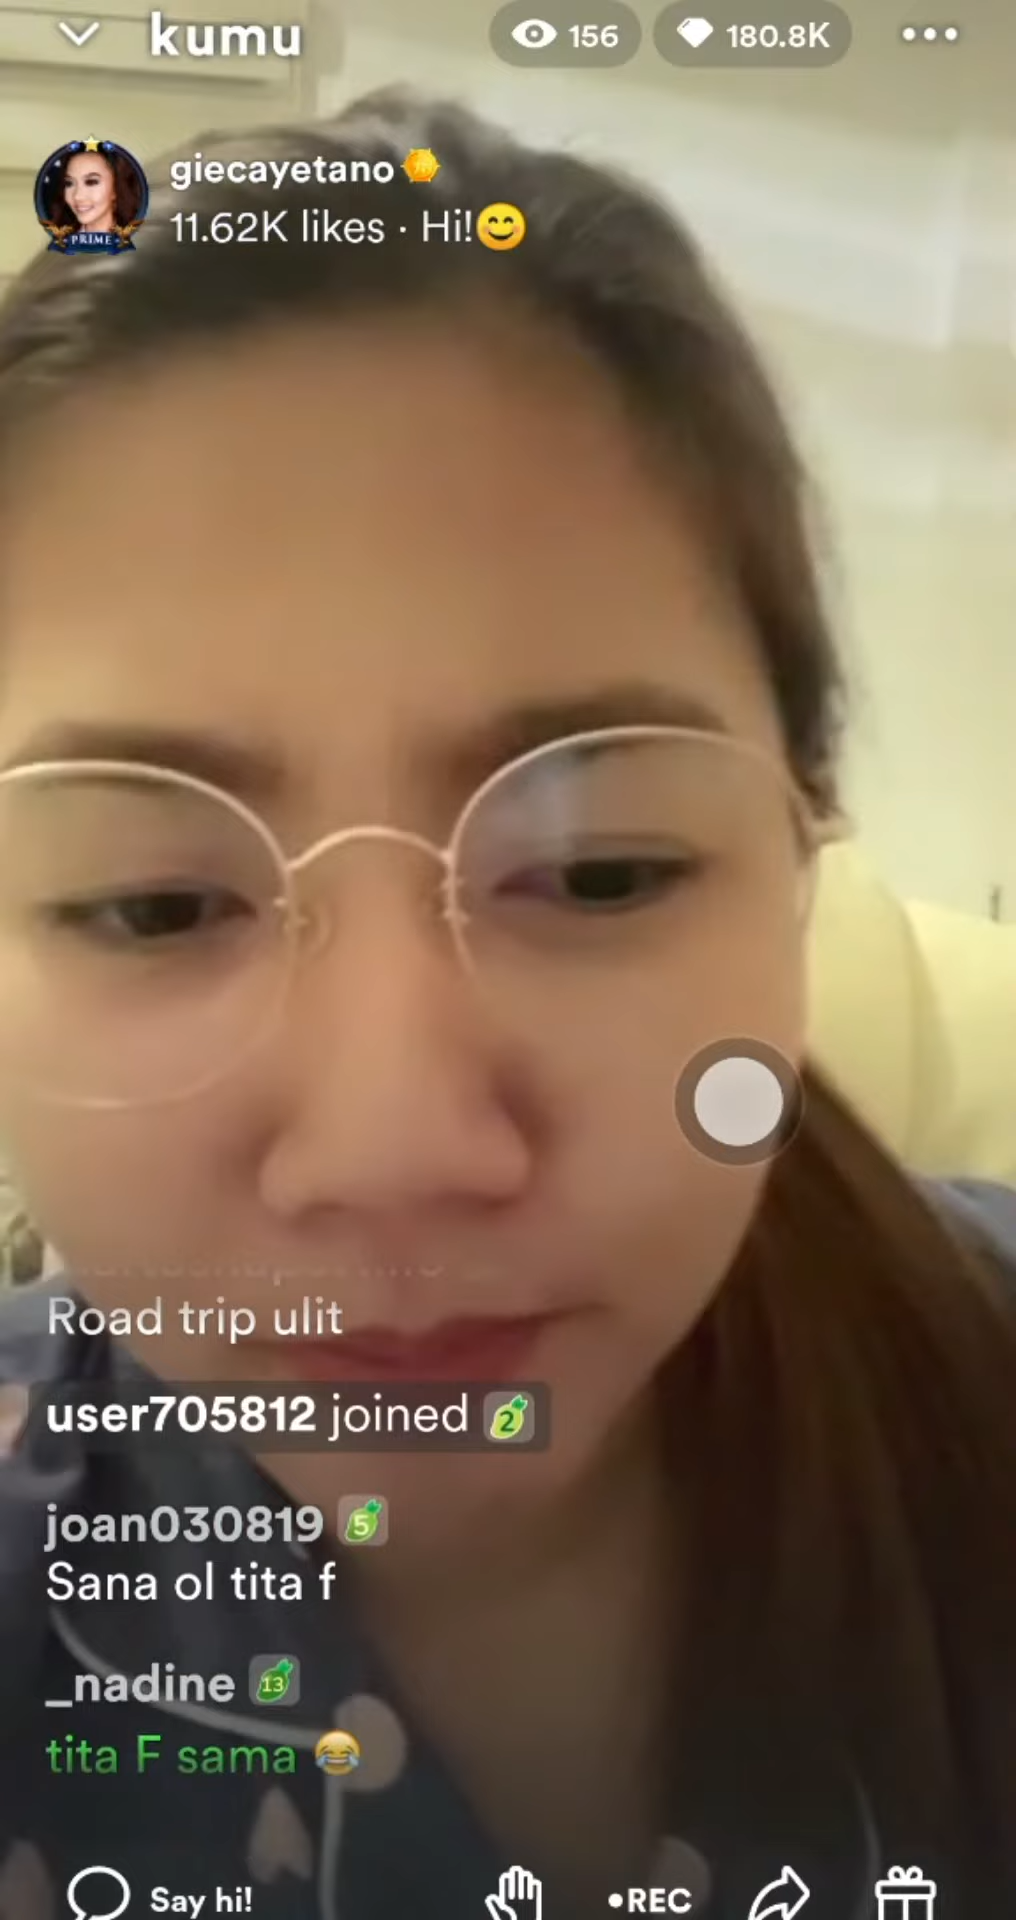 kumu
156
180.8K
giecayetano
11.62K likes · Hi!😊
PRIME
Road trip ulit
user705812 joined 2
joan030819 5
Sana ol tita f
_nadine 13
tita F sama 😂
Say hi!
•REC